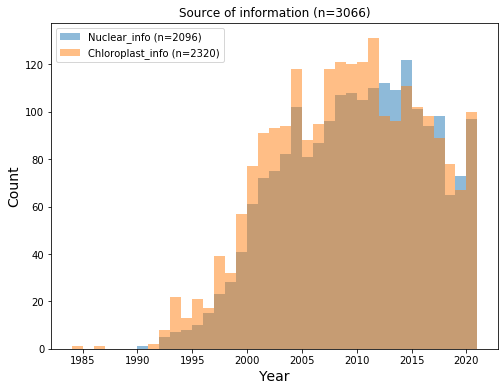 Source of information (n=3066)
Nuclear_info (n=2096)
Chloroplast_info (n=2320)
120
100
80
60
40
20
0
Count
1985 1990 1995 2000 2005 2010 2015 2020
Year